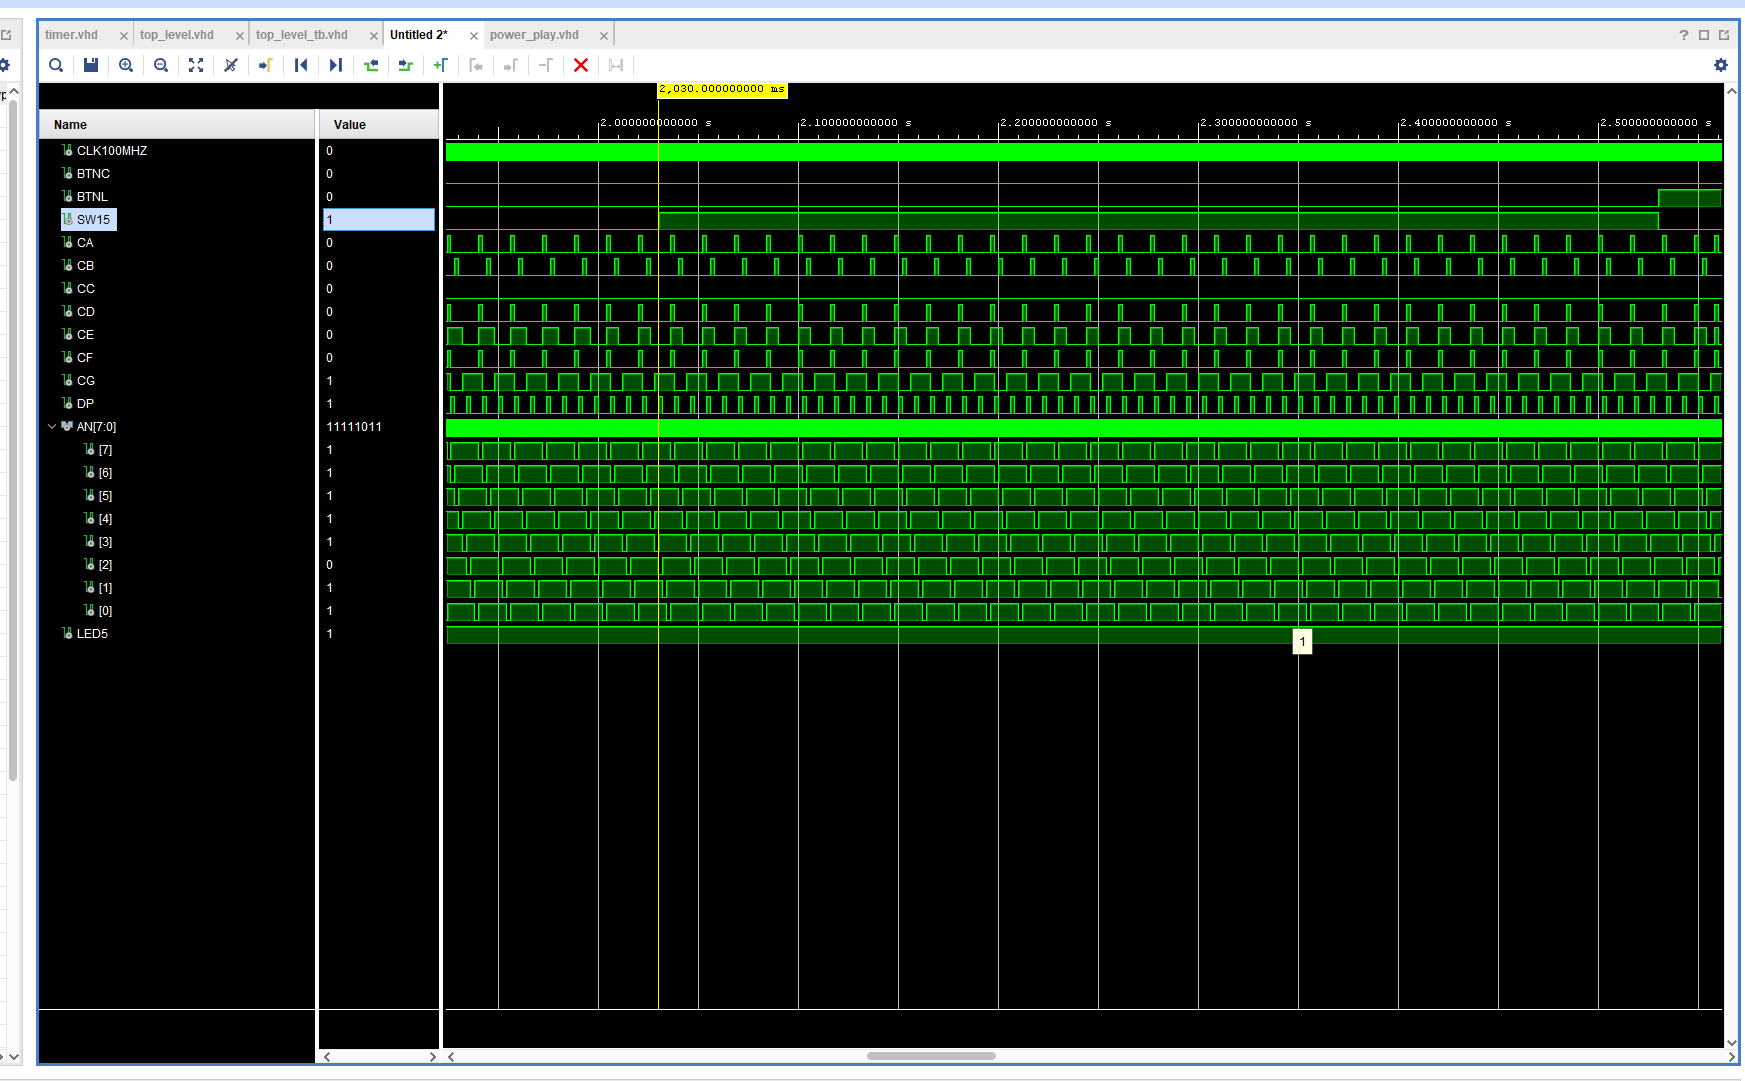 timer.vhd top_level.vhd top_level_tb.vhd Untitled 2* power_play.vhd ?
2,030.000000000 ms
Name Value 2.000000000000 s 2.100000000000 s 2.200000000000 s 2.300000000000 s 2.400000000000 s 2.500000000000 s
CLK100MHZ 0
BTNC 0
BTNL 0
SW15 1
CA 0
CB 0
CC 0
CD 0
CE 0
CF 0
CG 1
DP 1
AN[7:0] 11111011
[7] 1
[6] 1
[5] 1
[4] 1
[3] 1
[2] 0
[1] 1
[0] 1
LED5 1
1